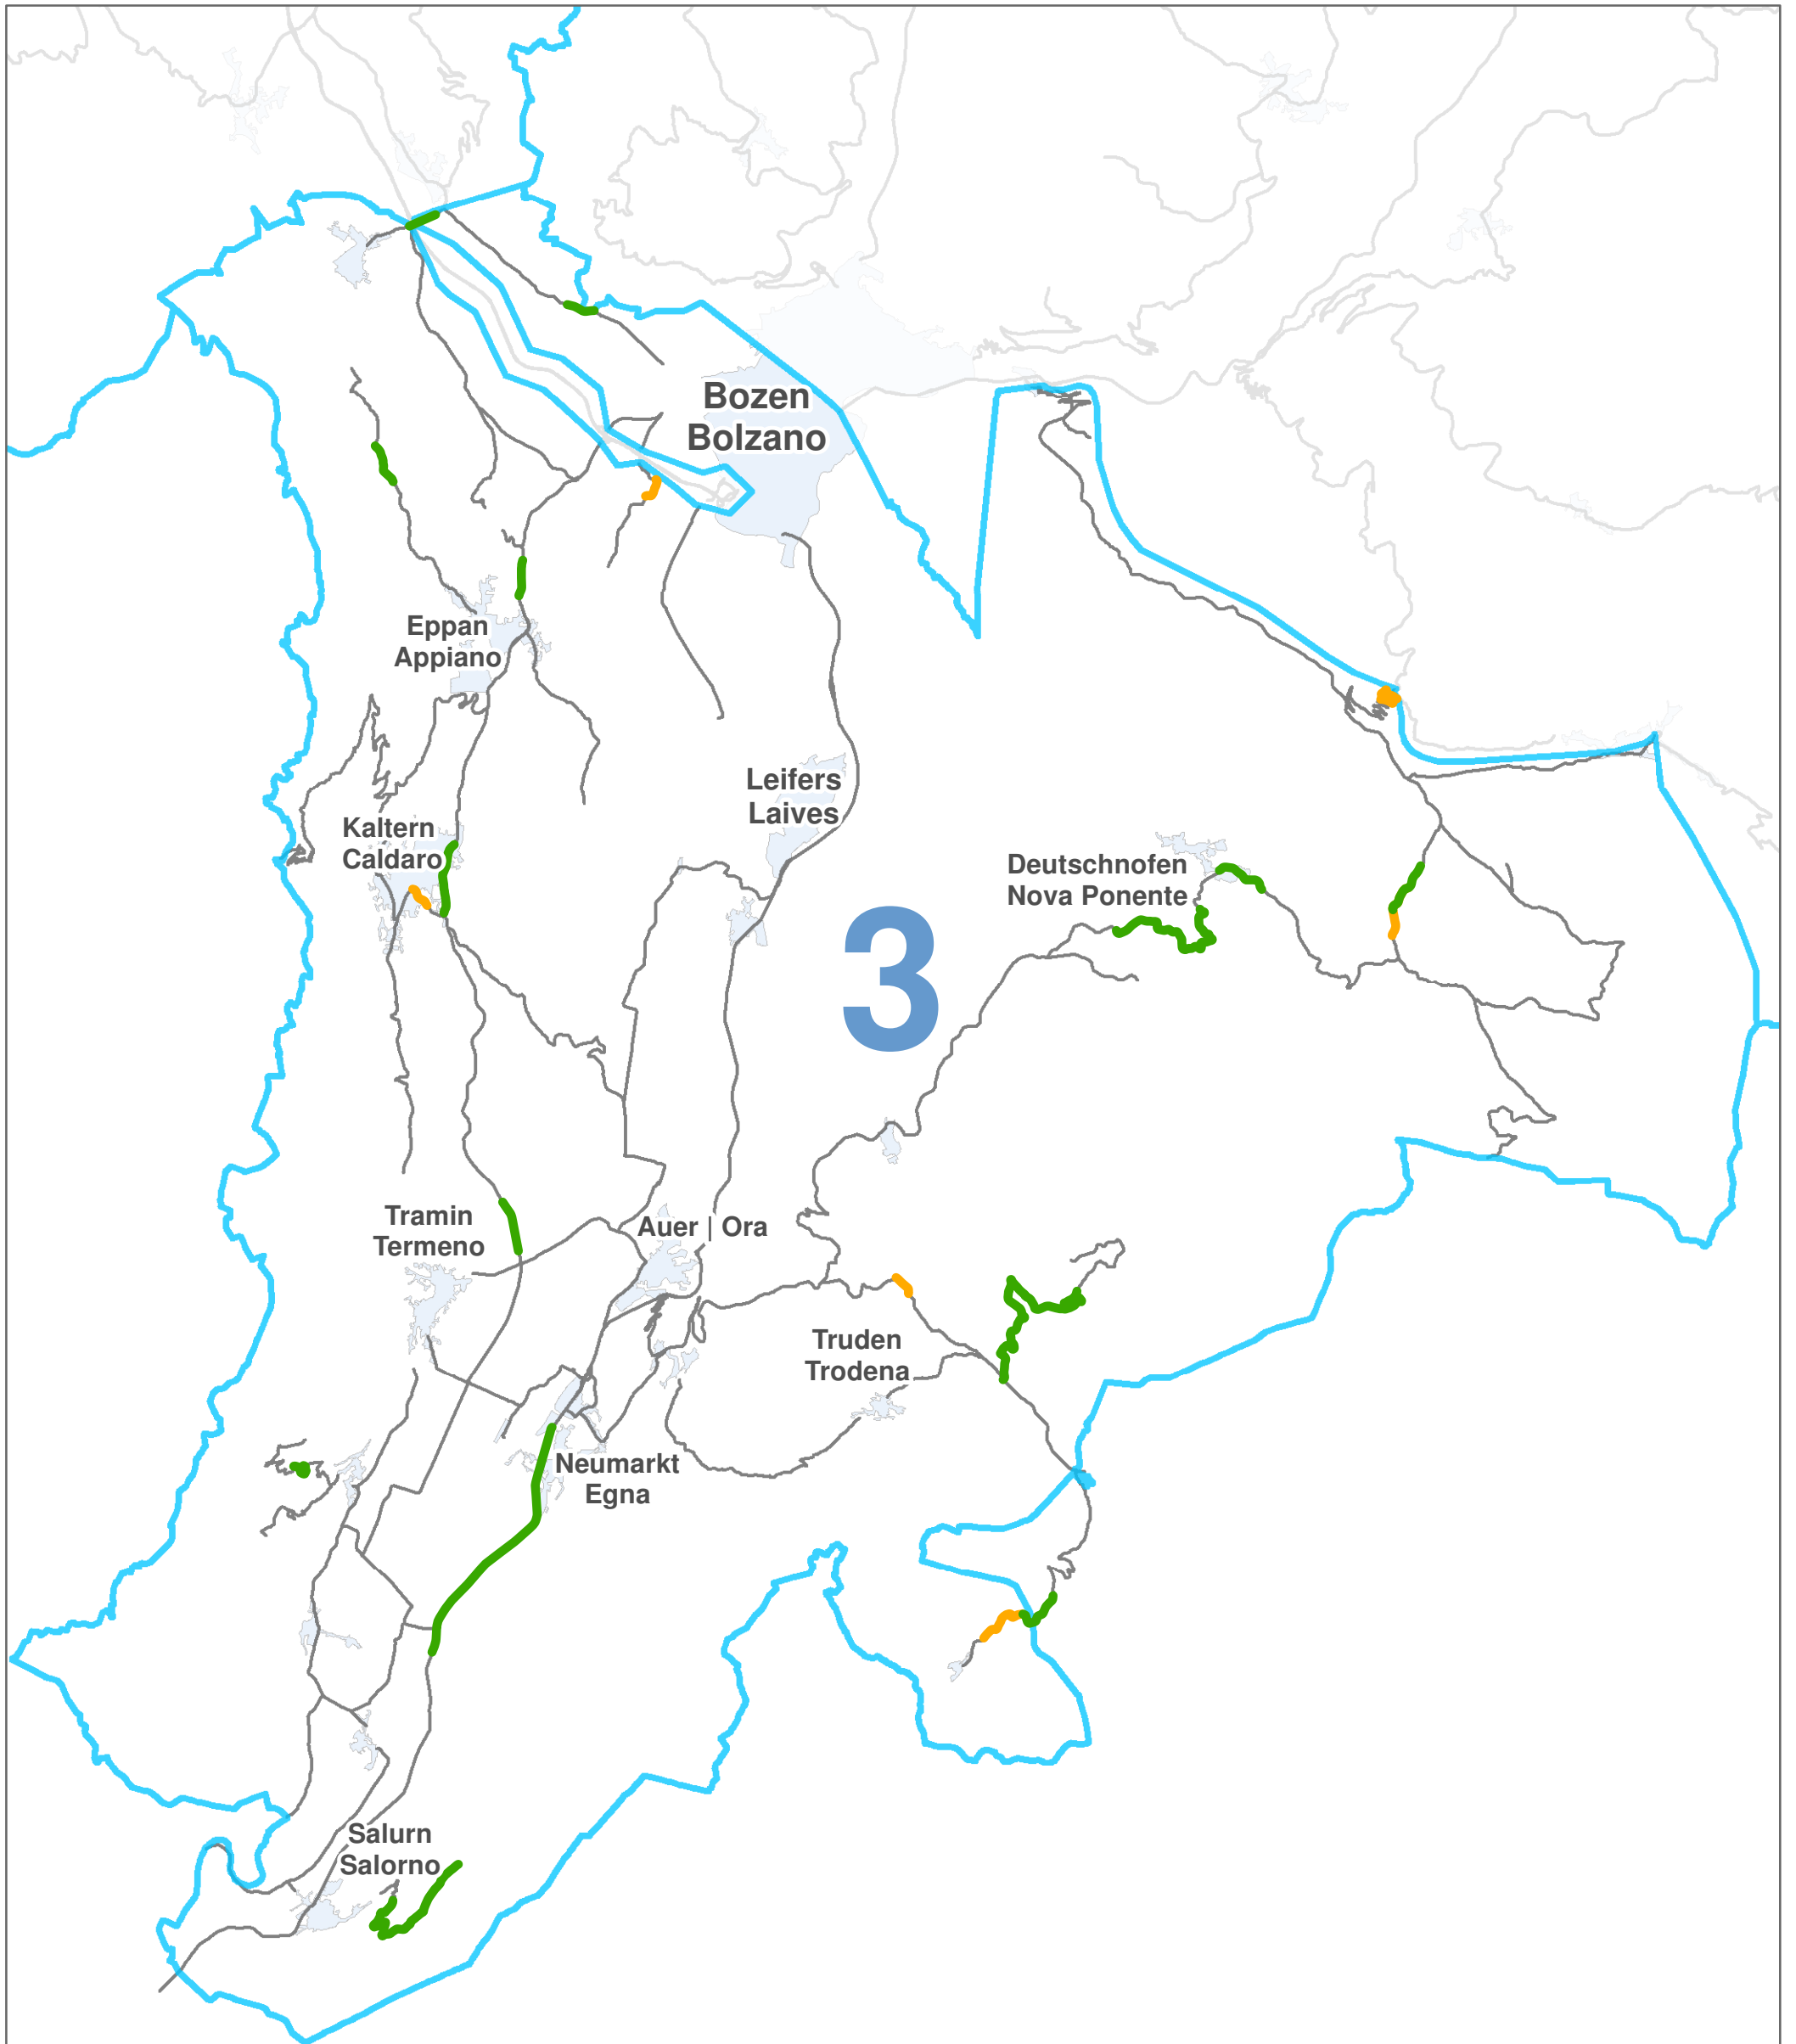 Bozen
Bolzano
Eppan
Appiano
Leifers
Laives
Kaltern
Caldaro
Deutschnofen
Nova Ponente
3
Tramin
Termeno
Auer | Ora
Truden
Trodena
Neumarkt
Egna
Salurn
Salorno